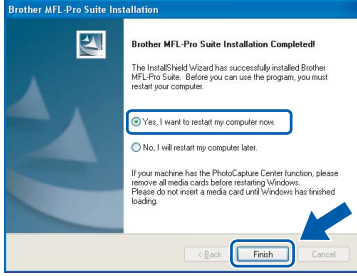 Brother MFL-Pro Suite Installation
Brother MFL-Pro Suite Installation Completed!
The InstallShield Wizard has successfully installed Brother
MFL-Pro Suite. Before you can use the program, you must
restart your computer.
Yes, I want to restart my computer now.
No, I will restart my computer later.
If your machine has the PhotoCapture Center function, please
remove all media cards before restarting Windows.
Please do not insert a media card until Windows has finished
loading.
< Back
Finish
Cancel